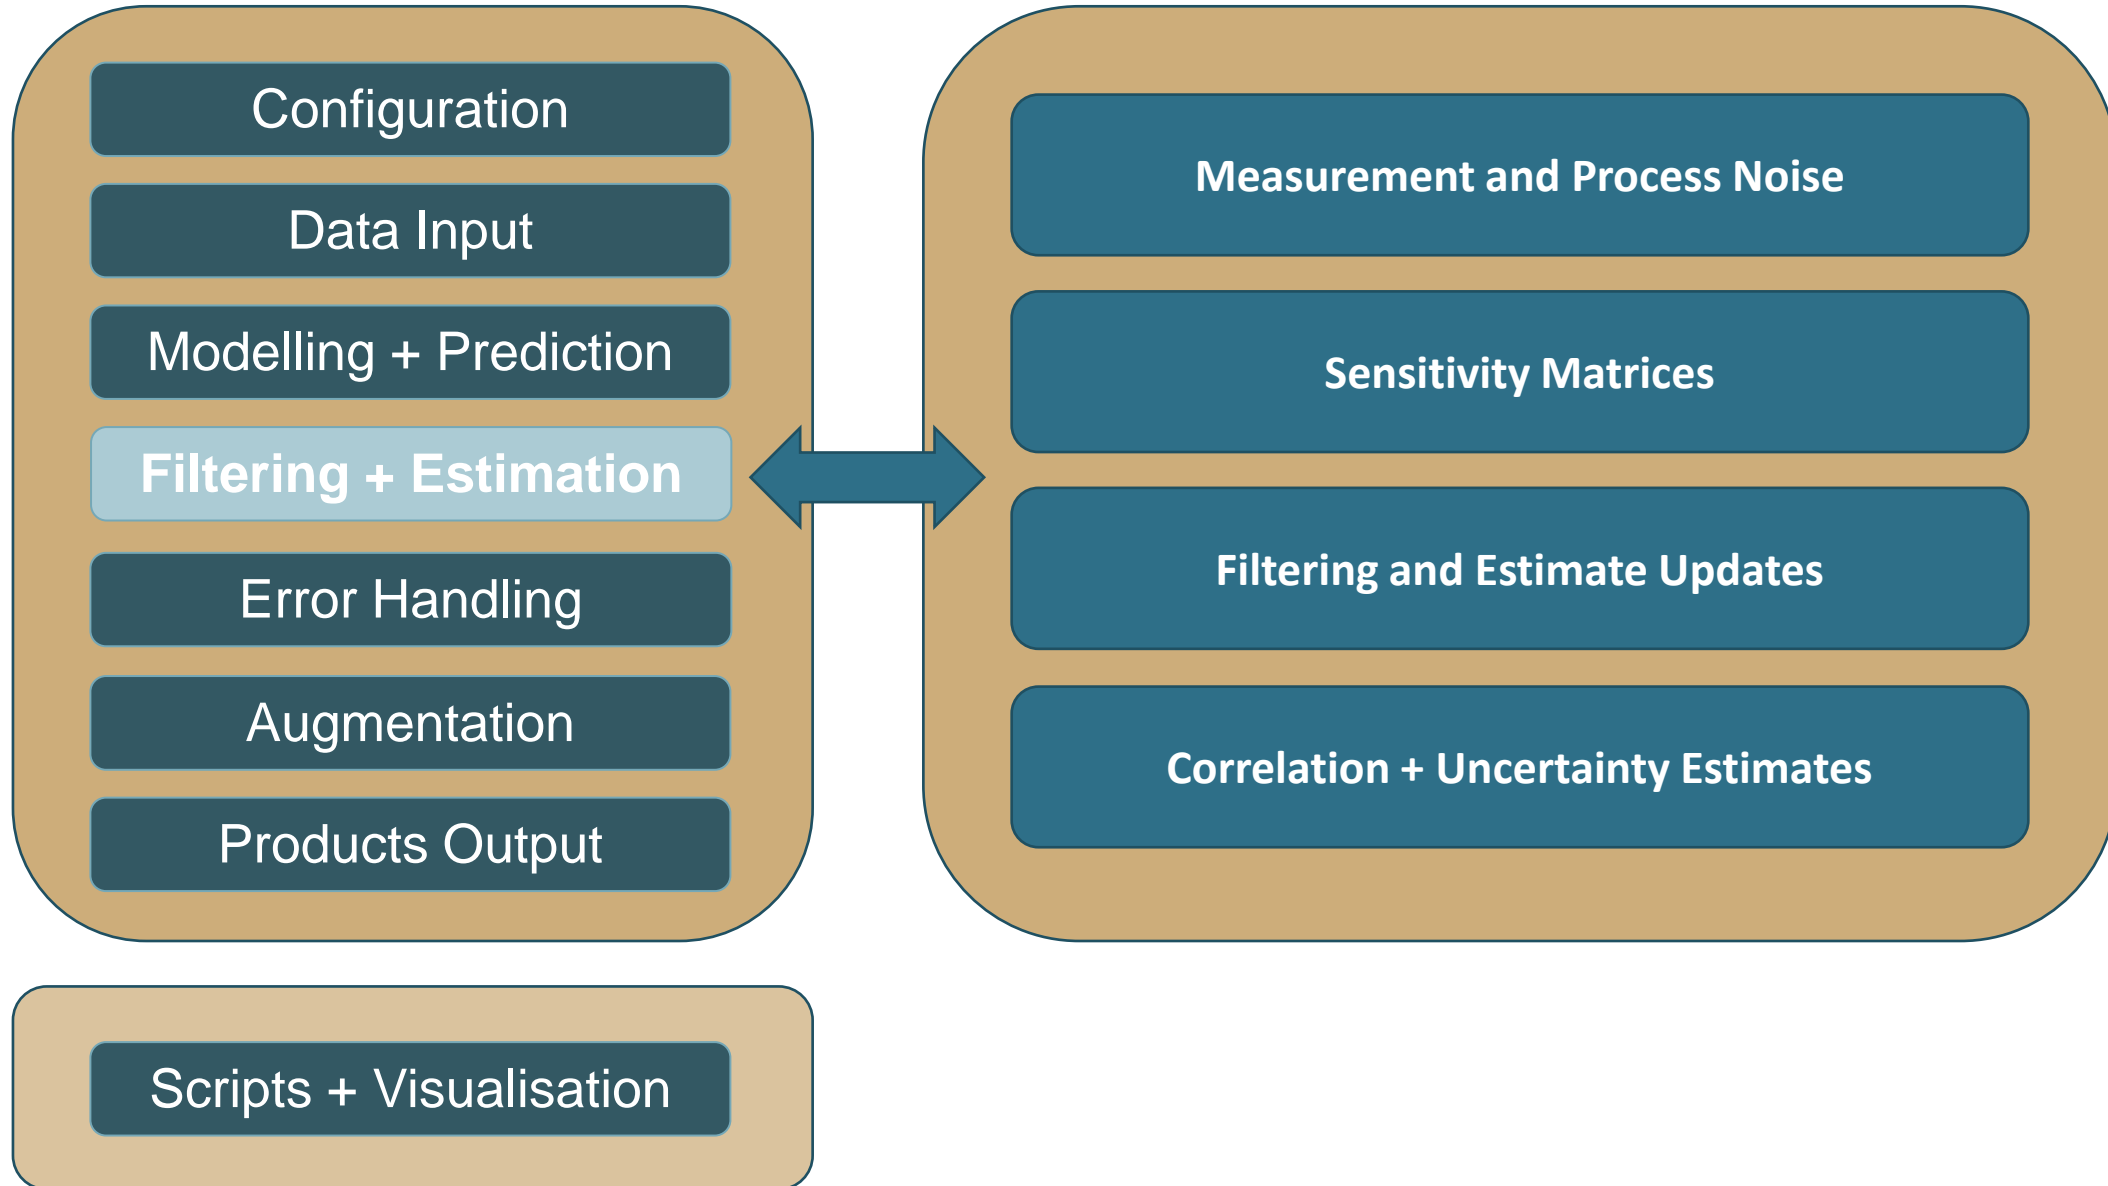 Configuration
Data Input
Modelling + Prediction
Filtering + Estimation
Error Handling
Augmentation
Products Output
Scripts + Visualisation
Measurement and Process Noise
Sensitivity Matrices
Filtering and Estimate Updates
Correlation + Uncertainty Estimates